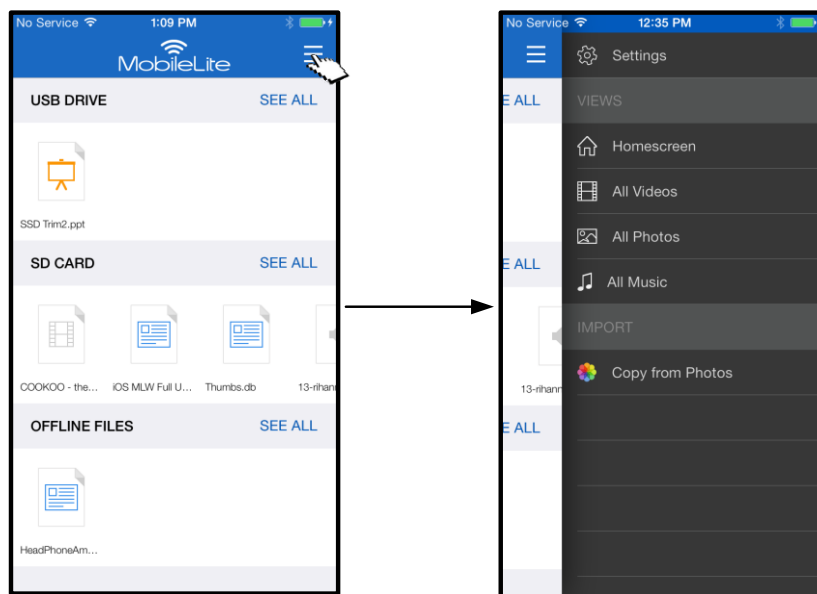 No Service 1:09 PM
MobileLite
USB DRIVE SEE ALL
SSD Trim2.ppt
SD CARD SEE ALL
COOKOO - the... iOS MLW Full U... Thumbs.db 13-rihann
OFFLINE FILES SEE ALL
HeadPhoneAm...
No Service 12:35 PM
Settings
E ALL VIEWS
Homescreen
All Videos
All Photos
E ALL
All Music
IMPORT
Copy from Photos
13-rihann
E ALL